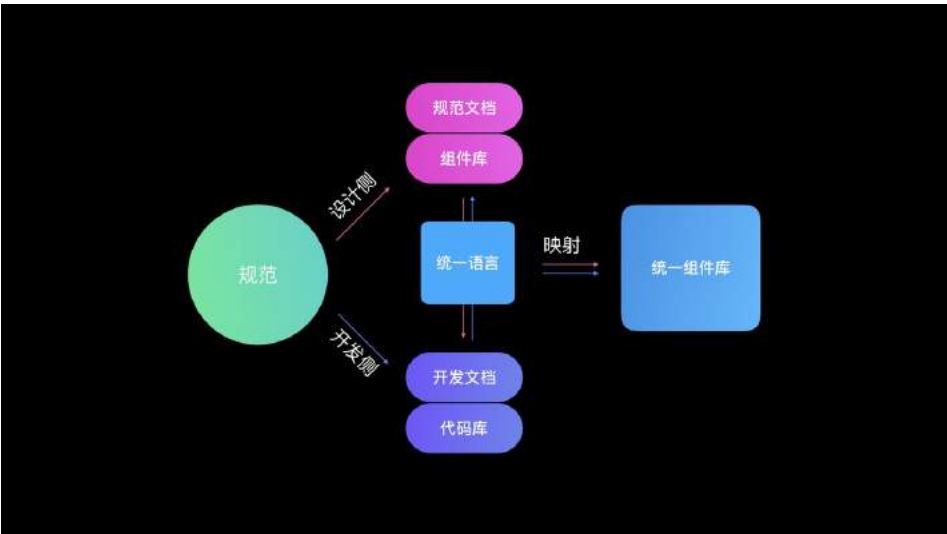 规范文档
组件库
设计侧
规范
统一语言
映射
统一组件库
开发侧
开发文档
代码库